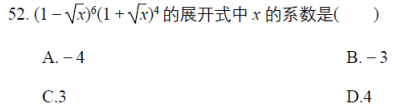 52. (1 − √x)⁶(1 + √x)⁴ 的展开式中 x 的系数是(  )
A. − 4  B. − 3
C.3  D.4